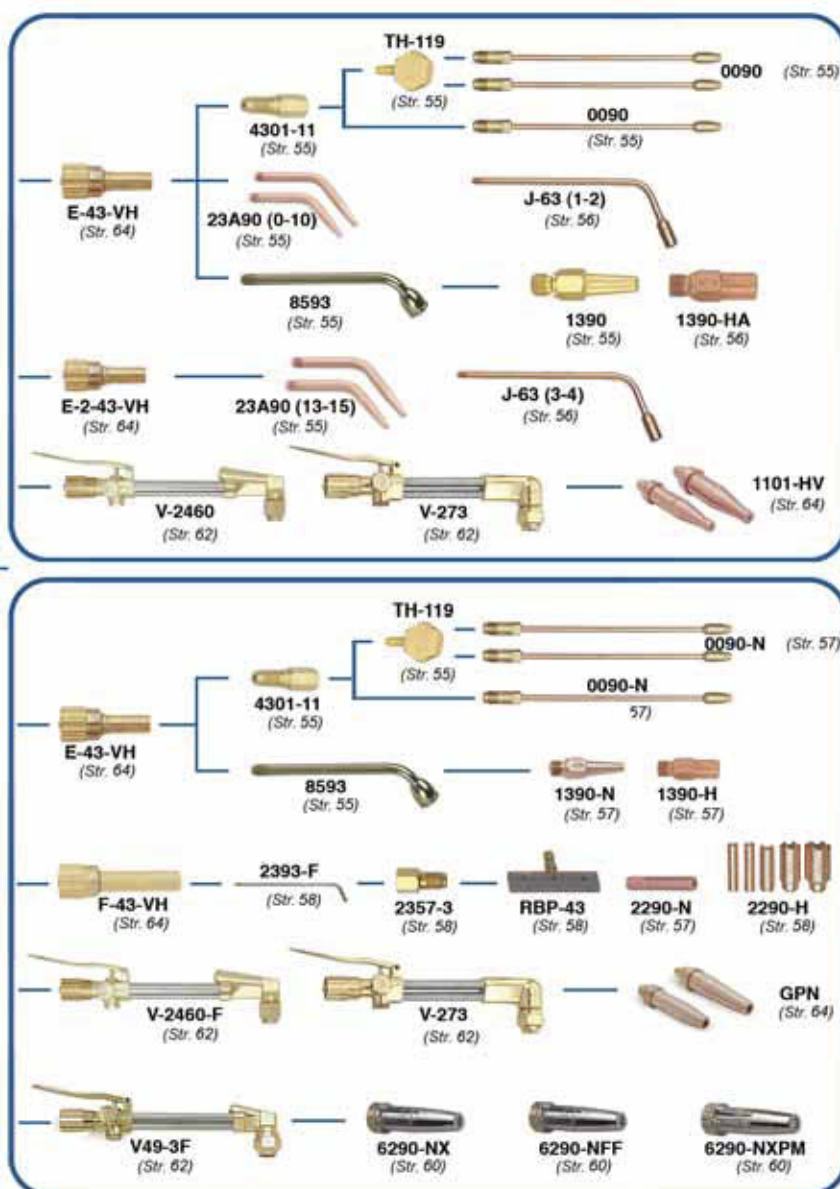 TH-119
(Str. 55)
0090 (Str. 55)
4301-11
(Str. 55)
0090
(Str. 55)
E-43-VH
(Str. 64)
23A90 (0-10)
(Str. 55)
J-63 (1-2)
(Str. 56)
8593
(Str. 55)
1390
(Str. 55)
1390-HA
(Str. 56)
E-2-43-VH
(Str. 64)
23A90 (13-15)
(Str. 55)
J-63 (3-4)
(Str. 56)
V-2460
(Str. 62)
V-273
(Str. 62)
1101-HV
(Str. 64)
TH-119
(Str. 55)
0090-N (Str. 57)
4301-11
(Str. 55)
0090-N
57)
E-43-VH
(Str. 64)
8593
(Str. 55)
1390-N
(Str. 57)
1390-H
(Str. 57)
F-43-VH
(Str. 64)
2393-F
(Str. 58)
2357-3
(Str. 58)
RBP-43
(Str. 58)
2290-N
(Str. 57)
2290-H
(Str. 58)
V-2460-F
(Str. 62)
V-273
(Str. 62)
GPN
(Str. 64)
V49-3F
(Str. 62)
6290-NX
(Str. 60)
6290-NFF
(Str. 60)
6290-NXPM
(Str. 60)